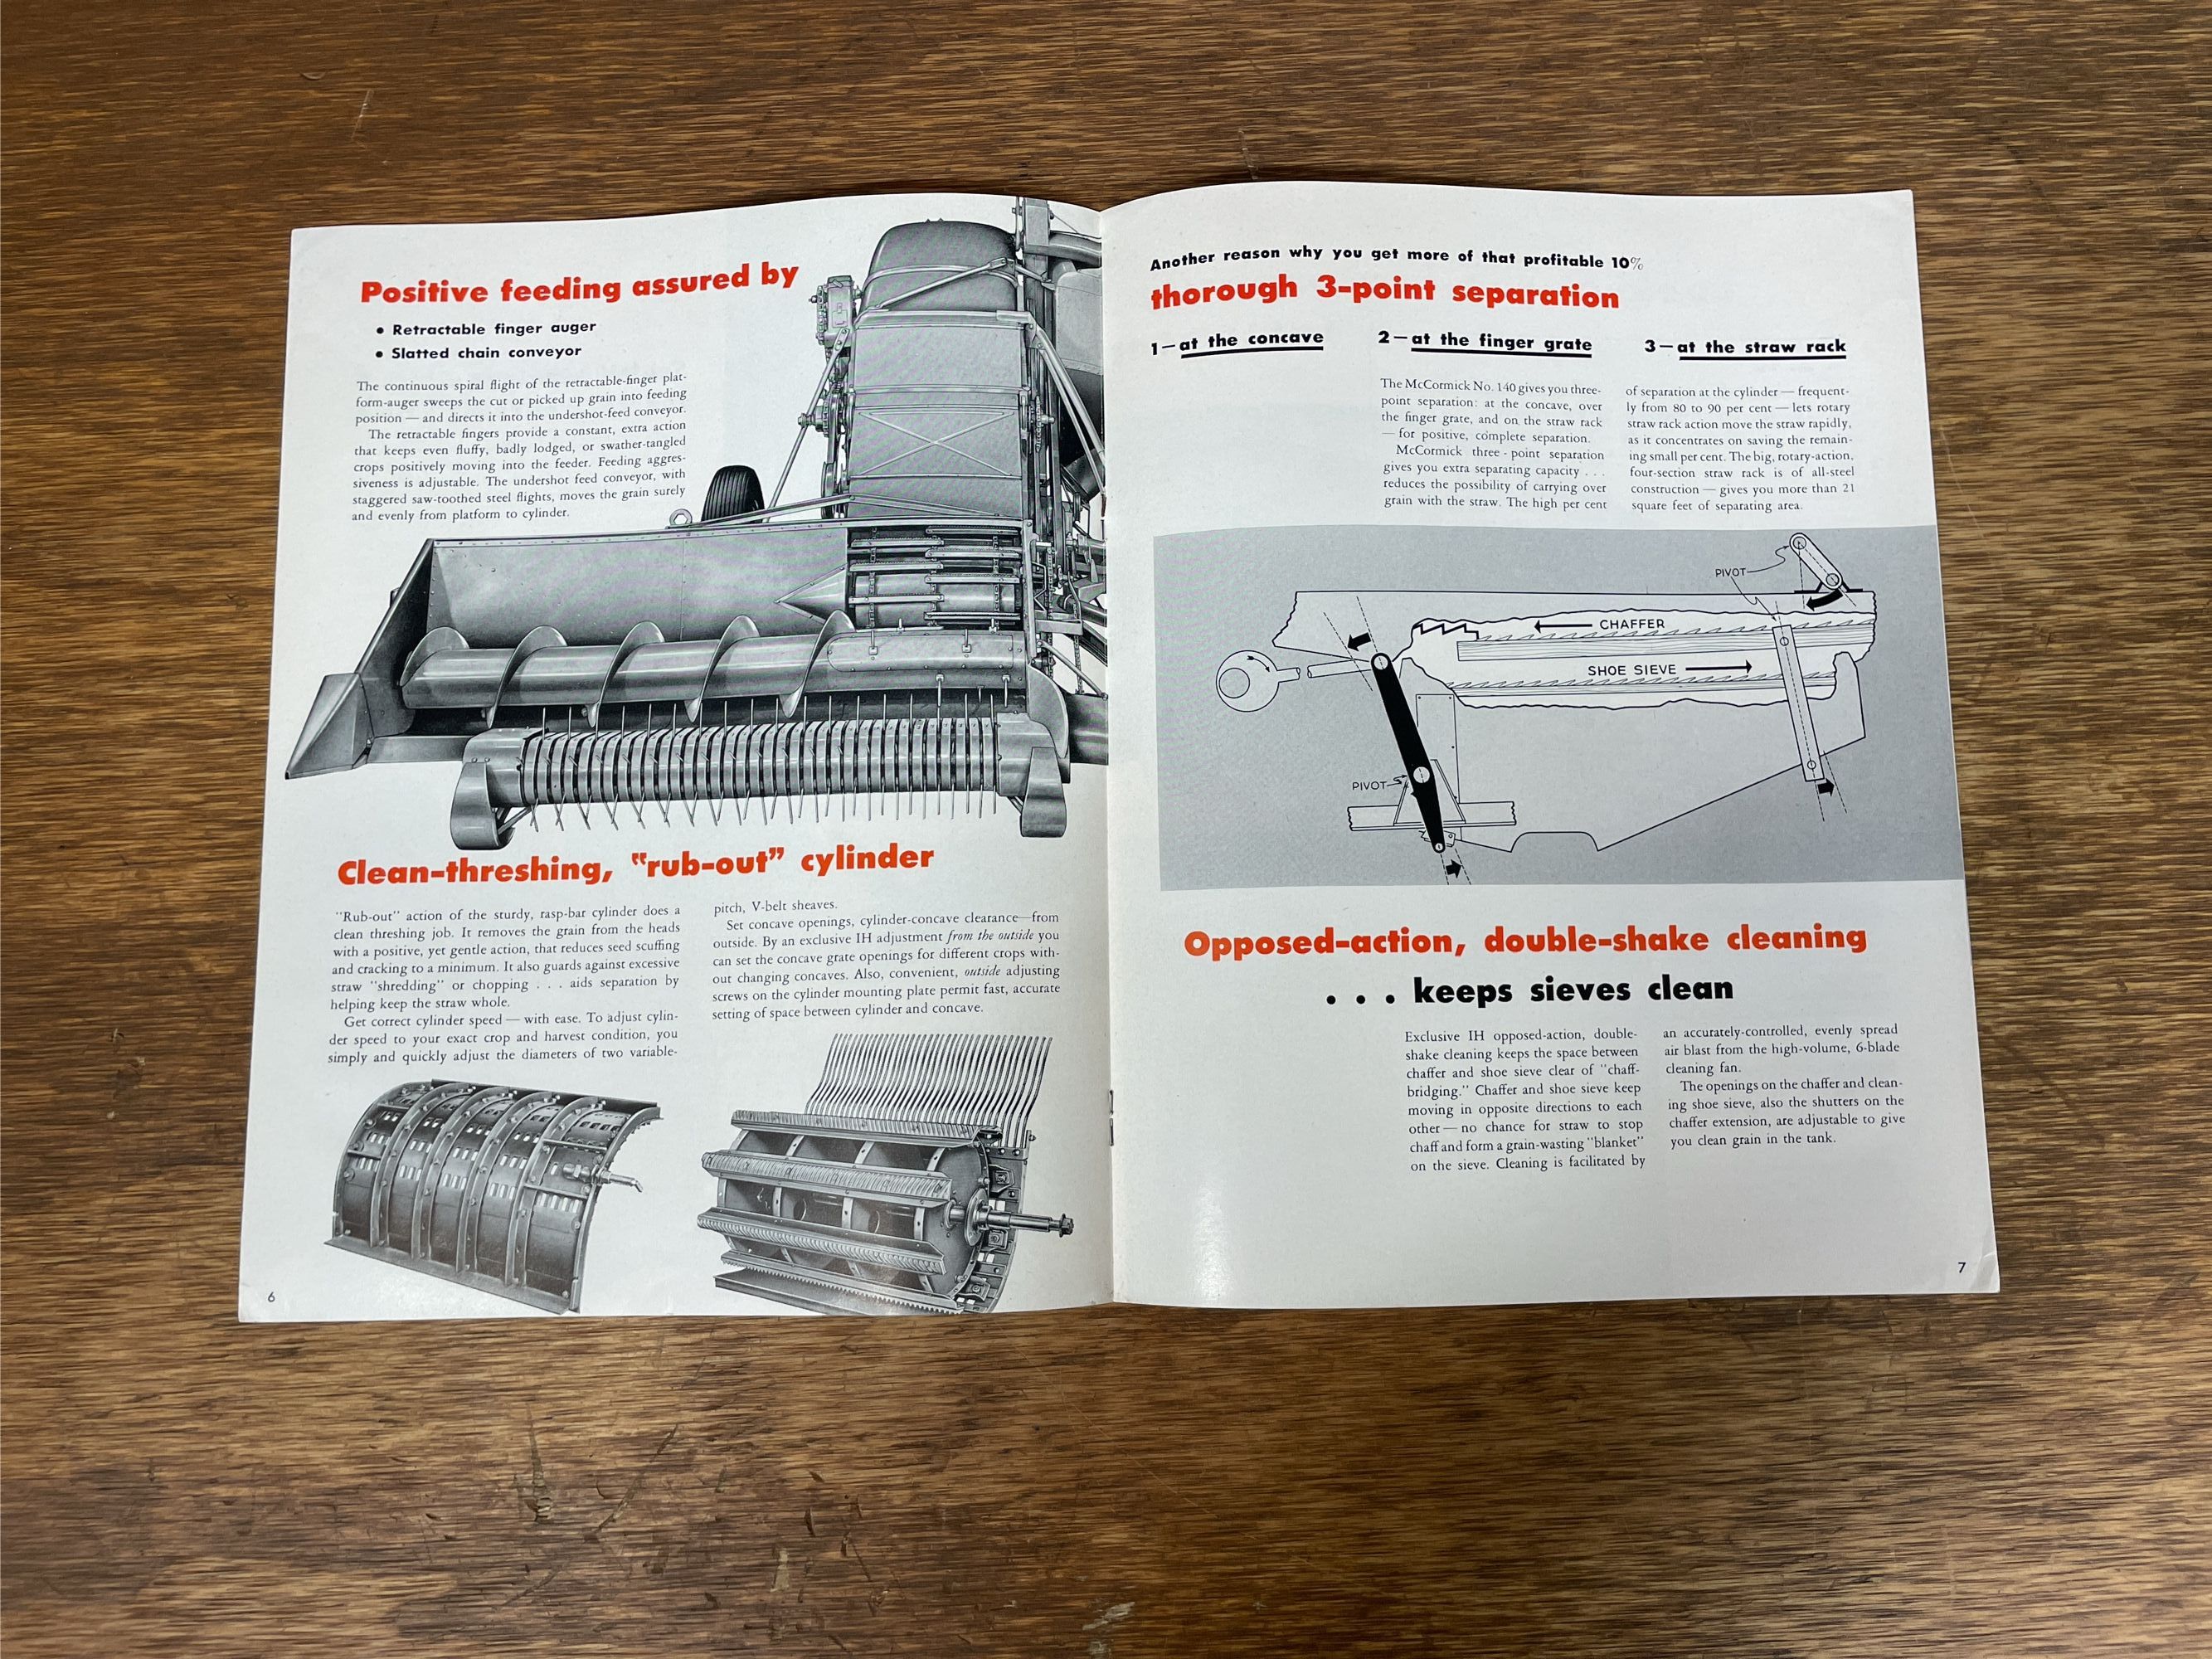 Positive feeding assured by
• Retractable finger auger
• Slatted chain conveyor
The continuous spiral flight of the retractable-finger plat-
form-auger sweeps the cut or picked up grain into feeding
position — and directs it into the undershot-feed conveyor.
The retractable fingers provide a constant, extra action
that keeps even fluffy, badly lodged, or swather-tangled
crops positively moving into the feeder. Feeding aggres-
siveness is adjustable. The undershot feed conveyor, with
staggered saw-toothed steel flights, moves the grain surely
and evenly from platform to cylinder.
Clean-threshing, "rub-out" cylinder
"Rub-out" action of the sturdy, rasp-bar cylinder does a
clean threshing job. It removes the grain from the heads
with a positive, yet gentle action, that reduces seed scuffing
and cracking to a minimum. It also guards against excessive
straw "shredding" or chopping . . . aids separation by
helping keep the straw whole.
Get correct cylinder speed — with ease. To adjust cylin-
der speed to your exact crop and harvest condition, you
simply and quickly adjust the diameters of two variable-
pitch, V-belt sheaves.
Set concave openings, cylinder-concave clearance—from
outside. By an exclusive IH adjustment from the outside you
can set the concave grate openings for different crops with-
out changing concaves. Also, convenient, outside adjusting
screws on the cylinder mounting plate permit fast, accurate
setting of space between cylinder and concave.
6
Another reason why you get more of that profitable 10%
thorough 3-point separation
1—at the concave
2—at the finger grate
3—at the straw rack
The McCormick No. 140 gives you three-
point separation: at the concave, over
the finger grate, and on the straw rack
— for positive, complete separation.
McCormick three-point separation
gives you extra separating capacity . . .
reduces the possibility of carrying over
grain with the straw. The high per cent
of separation at the cylinder — frequent-
ly from 80 to 90 per cent — lets rotary
straw rack action move the straw rapidly,
as it concentrates on saving the remain-
ing small per cent. The big, rotary-action,
four-section straw rack is of all-steel
construction — gives you more than 21
square feet of separating area.
PIVOT
CHAFFER
SHOE SIEVE
PIVOT
Opposed-action, double-shake cleaning
. . . keeps sieves clean
Exclusive IH opposed-action, double-
shake cleaning keeps the space between
chaffer and shoe sieve clear of "chaff-
bridging." Chaffer and shoe sieve keep
moving in opposite directions to each
other — no chance for straw to stop
chaff and form a grain-wasting "blanket"
on the sieve. Cleaning is facilitated by
an accurately-controlled, evenly spread
air blast from the high-volume, 6-blade
cleaning fan.
The openings on the chaffer and clean-
ing shoe sieve, also the shutters on the
chaffer extension, are adjustable to give
you clean grain in the tank.
7